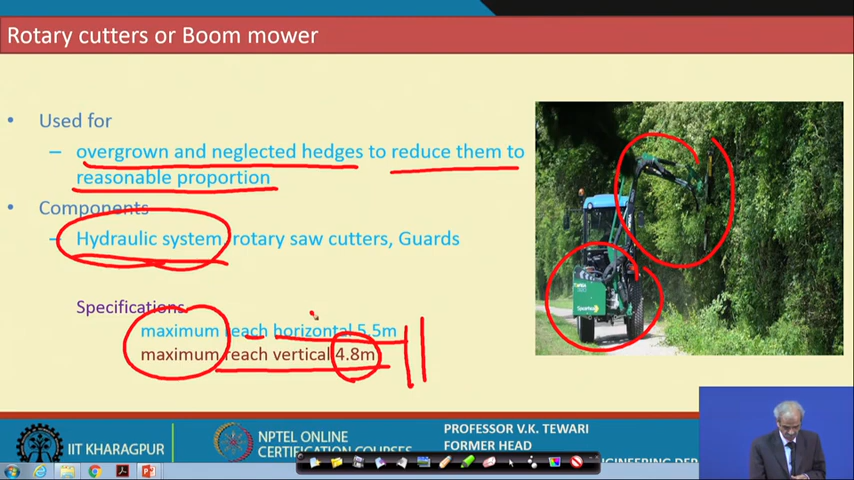 Rotary cutters or Boom mower
• Used for
– overgrown and neglected hedges to reduce them to
reasonable proportion
• Components
– Hydraulic system, rotary saw cutters, Guards
Specifications
maximum reach horizontal 5.5m
maximum reach vertical 4.8m
IIT KHARAGPUR
NPTEL ONLINE
CERTIFICATION COURSES
PROFESSOR V.K. TEWARI
FORMER HEAD